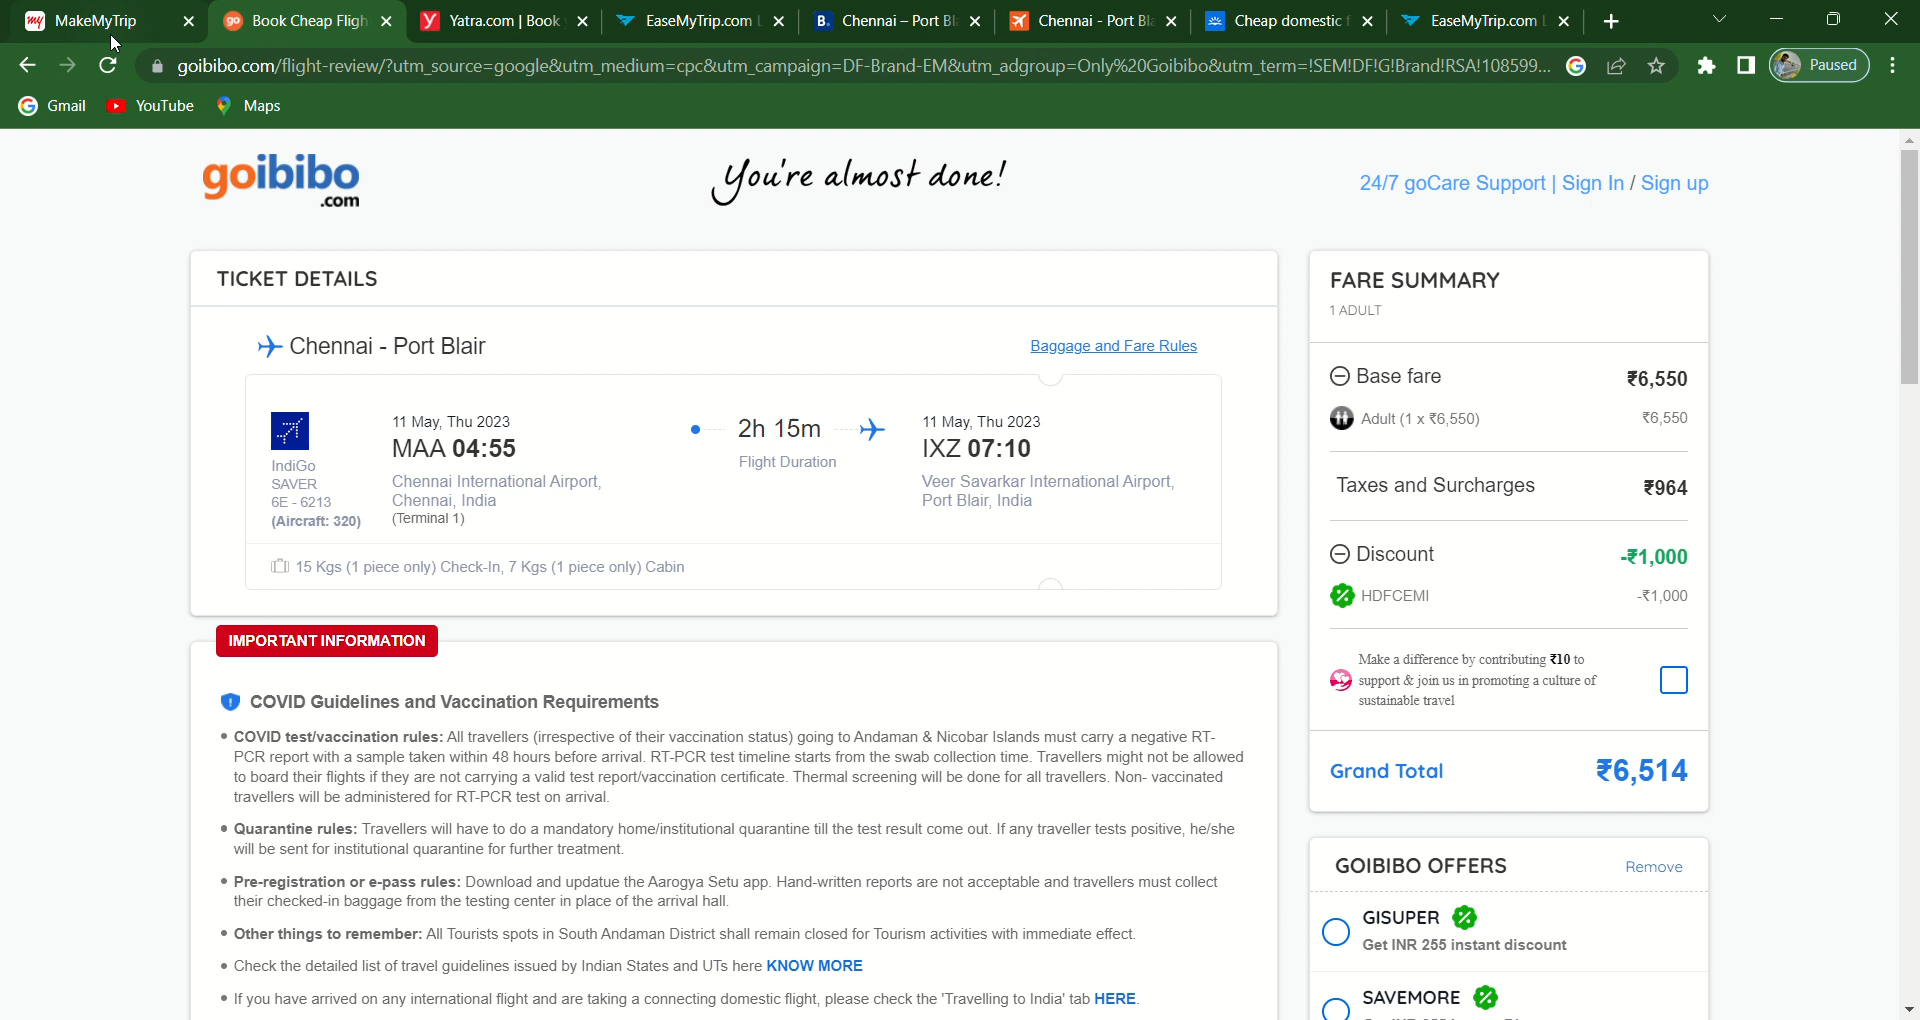 MakeMyTrip
Book Cheap Fligh
Yatra.com | Book
EaseMyTrip.com L
Chennai – Port Bl
Chennai - Port Bl
Cheap domestic f
EaseMyTrip.com L
goibibo.com/flight-review/?utm_source=google&utm_medium=cpc&utm_campaign=DF-Brand-EM&utm_adgroup=Only%20Goibibo&utm_term=!SEM!DF!G!Brand!RSA!108599...
Paused
Gmail YouTube Maps
goibibo
.com
You're almost done!
24/7 goCare Support | Sign In / Sign up
TICKET DETAILS
Chennai - Port Blair
Baggage and Fare Rules
IndiGo
SAVER
6E - 6213
(Aircraft: 320)
11 May, Thu 2023
MAA 04:55
Chennai International Airport,
Chennai, India
(Terminal 1)
2h 15m
Flight Duration
11 May, Thu 2023
IXZ 07:10
Veer Savarkar International Airport,
Port Blair, India
15 Kgs (1 piece only) Check-In, 7 Kgs (1 piece only) Cabin
IMPORTANT INFORMATION
COVID Guidelines and Vaccination Requirements
• COVID test/vaccination rules: All travellers (irrespective of their vaccination status) going to Andaman & Nicobar Islands must carry a negative RT-
PCR report with a sample taken within 48 hours before arrival. RT-PCR test timeline starts from the swab collection time. Travellers might not be allowed
to board their flights if they are not carrying a valid test report/vaccination certificate. Thermal screening will be done for all travellers. Non- vaccinated
travellers will be administered for RT-PCR test on arrival.
• Quarantine rules: Travellers will have to do a mandatory home/institutional quarantine till the test result come out. If any traveller tests positive, he/she
will be sent for institutional quarantine for further treatment.
• Pre-registration or e-pass rules: Download and updatue the Aarogya Setu app. Hand-written reports are not acceptable and travellers must collect
their checked-in baggage from the testing center in place of the arrival hall.
• Other things to remember: All Tourists spots in South Andaman District shall remain closed for Tourism activities with immediate effect.
• Check the detailed list of travel guidelines issued by Indian States and UTs here KNOW MORE
• If you have arrived on any international flight and are taking a connecting domestic flight, please check the 'Travelling to India' tab HERE.
FARE SUMMARY
1 ADULT
Base fare ₹6,550
Adult (1 x ₹6,550) ₹6,550
Taxes and Surcharges ₹964
Discount -₹1,000
HDFCEMI -₹1,000
Make a difference by contributing ₹10 to
support & join us in promoting a culture of
sustainable travel
Grand Total ₹6,514
GOIBIBO OFFERS Remove
GISUPER
Get INR 255 instant discount
SAVEMORE